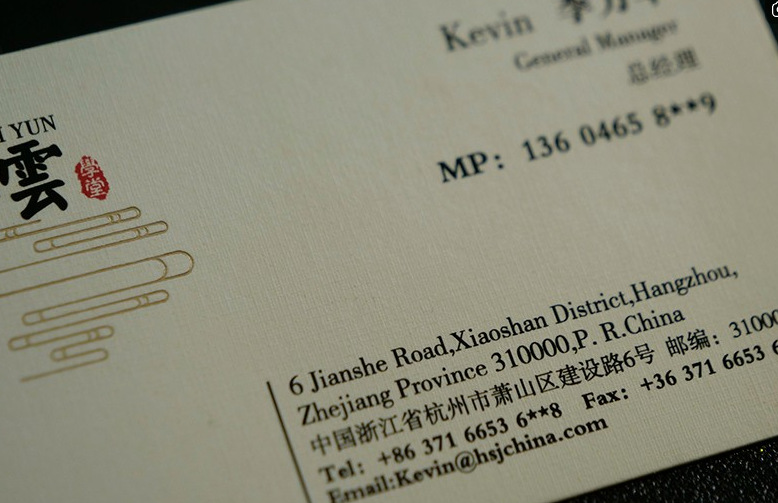 Kevin
General Manager
总经理
MP: 136 0465 8**9
YUN
雲
學堂
6 Jianshe Road,Xiaoshan District,Hangzhou,
Zhejiang Province 310000,P. R.China
中国浙江省杭州市萧山区建设路6号 邮编: 31000
Tel: +86 371 6653 6**8 Fax: +36 371 6653 6
Email:Kevin@hsjchina.com